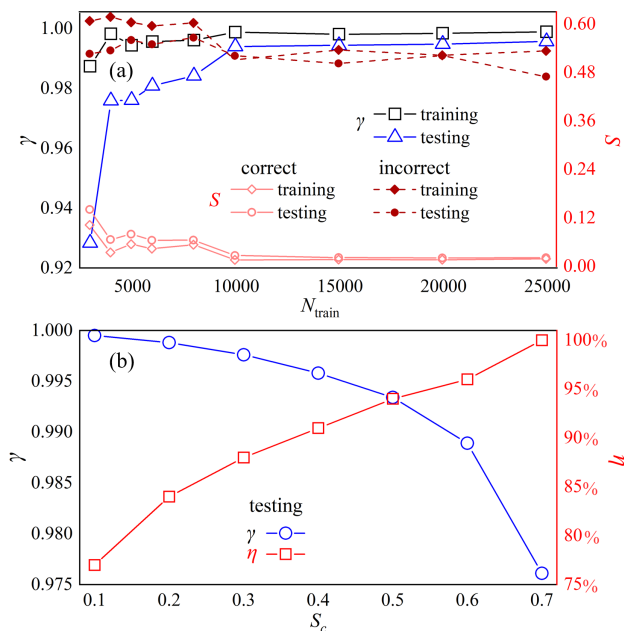 1.00
0.98
0.96
0.94
0.92
γ
(a)
γ
training
testing
correct
incorrect
S
training
testing
training
testing
0.60
0.48
0.36
0.24
0.12
0.00
S
5000
10000
15000
20000
25000
N_train
1.000
0.995
0.990
0.985
0.980
0.975
γ
(b)
testing
γ
η
100%
95%
90%
85%
80%
75%
η
0.1
0.2
0.3
0.4
0.5
0.6
0.7
S_c